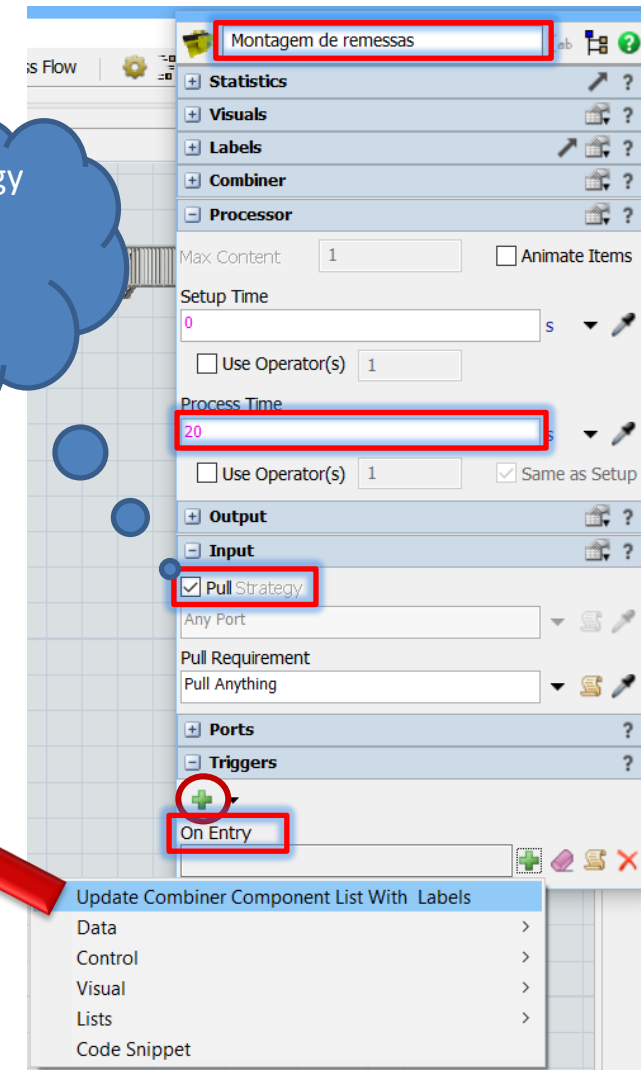 Montagem de remessas
ss Flow
Statistics
?
Visuals
?
Labels
?
Combiner
?
Processor
?
gy
Max Content 1 Animate Items
Setup Time
0 s
Use Operator(s) 1
Process Time
20 s
Use Operator(s) 1 Same as Setup
Output
?
Input
?
Pull Strategy
Any Port
Pull Requirement
Pull Anything
Ports
?
Triggers
?
On Entry
Update Combiner Component List With Labels
Data >
Control >
Visual >
Lists >
Code Snippet